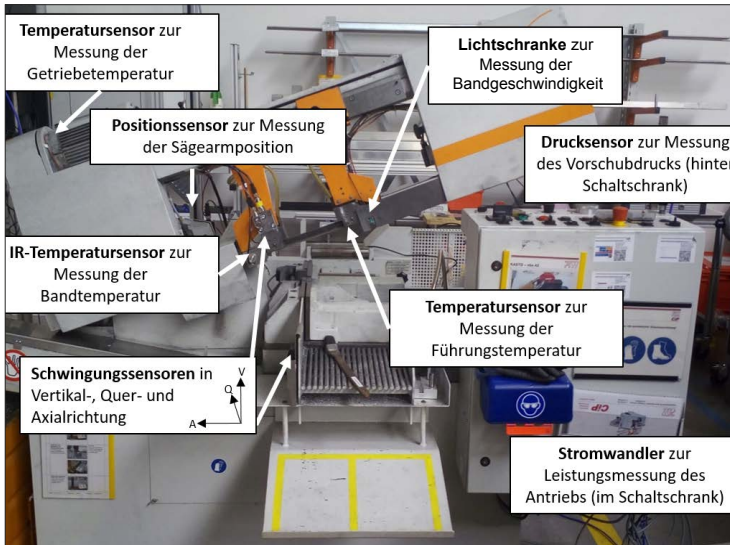 Temperatursensor zur
Messung der
Getriebetemperatur
Lichtschranke zur
Messung der
Bandgeschwindigkeit
Positionssensor zur Messung
der Sägearmposition
Drucksensor zur Messung
des Vorschubdrucks (hinter
Schaltschrank)
IR-Temperatursensor zur
Messung der
Bandtemperatur
Temperatursensor zur
Messung der
Führungstemperatur
Schwingungssensoren in
Vertikal-, Quer- und
Axialrichtung
V
Q
A
CiP
Stromwandler zur
Leistungsmessung des
Antriebs (im Schaltschrank)